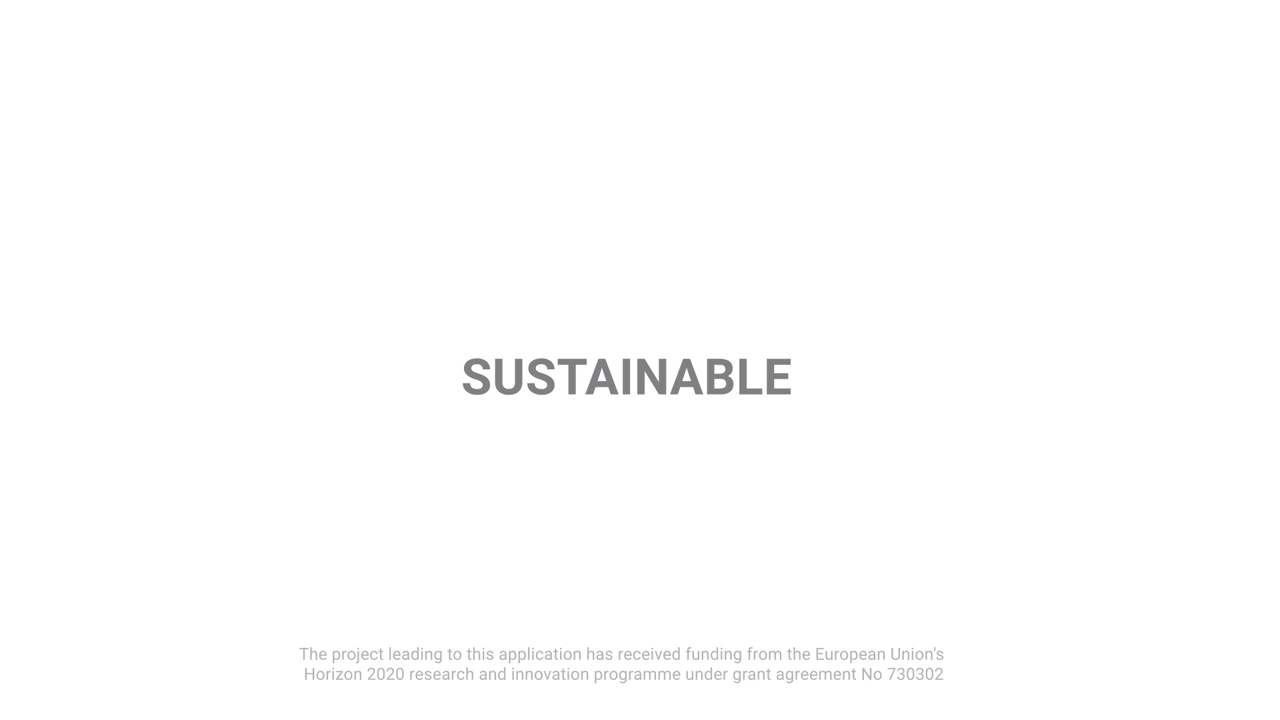 SUSTAINABLE
The project leading to this application has received funding from the European Union’s
Horizon 2020 research and innovation programme under grant agreement No 730302